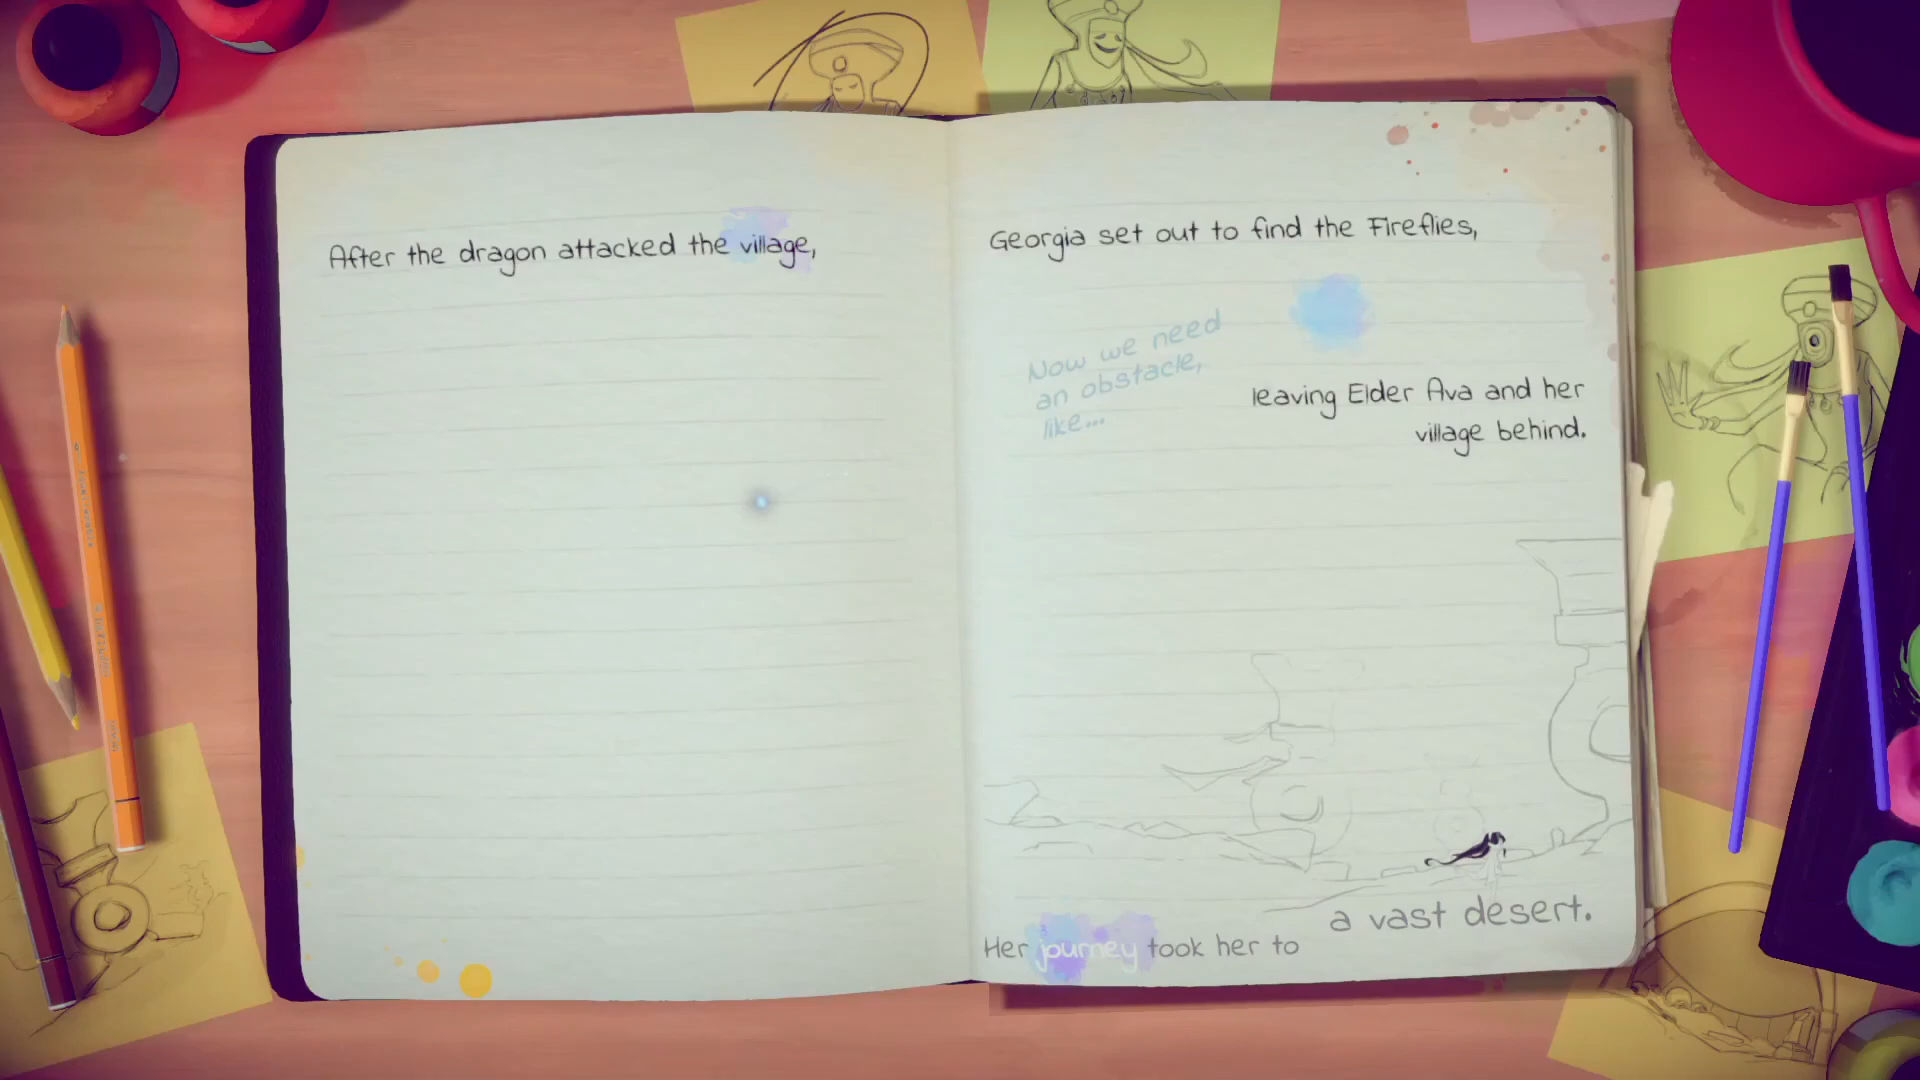 After the dragon attacked the village,
Georgia set out to find the Fireflies,
Now we need
an obstacle,
like...
leaving Elder Ava and her
village behind.
a vast desert.
Her journey took her to